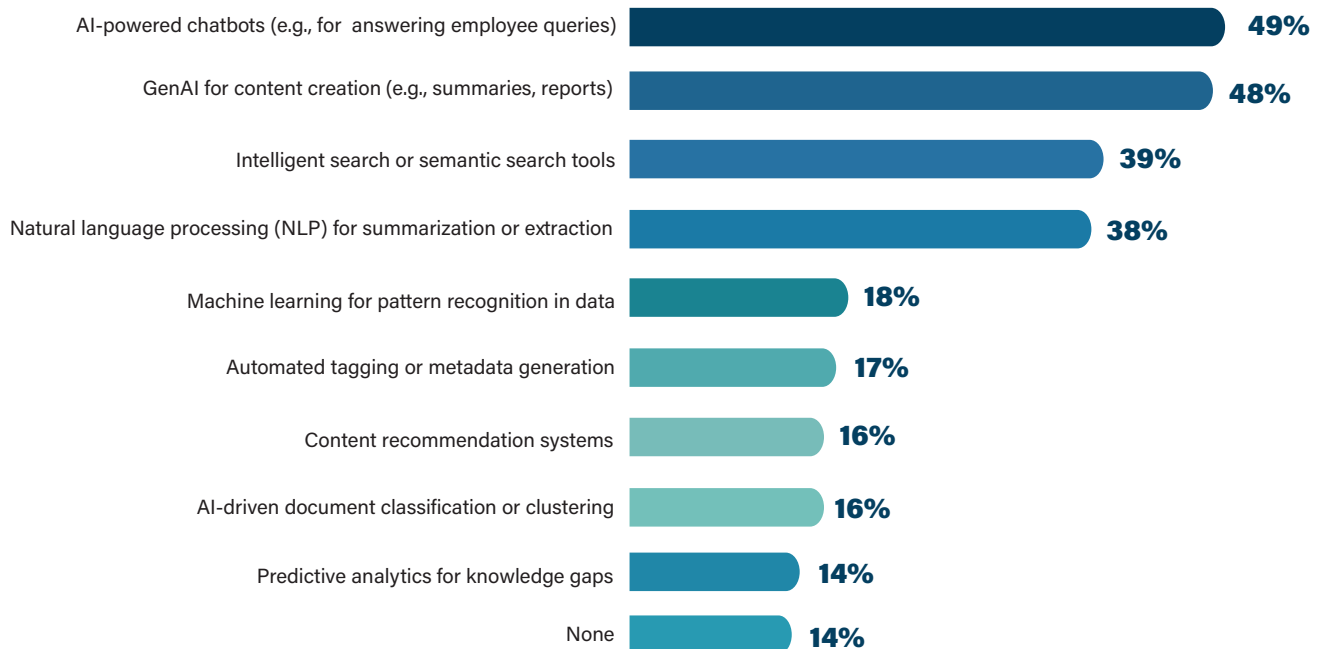 AI-powered chatbots (e.g., for answering employee queries) 49%
GenAI for content creation (e.g., summaries, reports) 48%
Intelligent search or semantic search tools 39%
Natural language processing (NLP) for summarization or extraction 38%
Machine learning for pattern recognition in data 18%
Automated tagging or metadata generation 17%
Content recommendation systems 16%
AI-driven document classification or clustering 16%
Predictive analytics for knowledge gaps 14%
None 14%